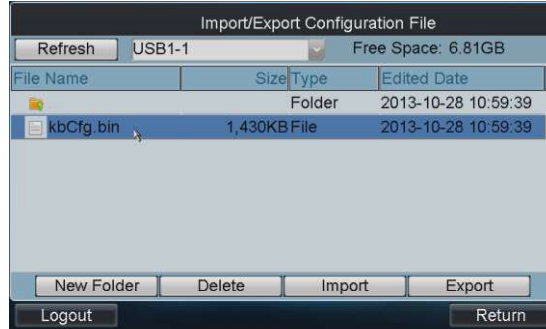 Import/Export Configuration File
Refresh USB1-1 Free Space: 6.81GB
File Name Size Type Edited Date
Folder 2013-10-28 10:59:39
kbCfg.bin 1,430KB File 2013-10-28 10:59:39
New Folder Delete Import Export
Logout Return